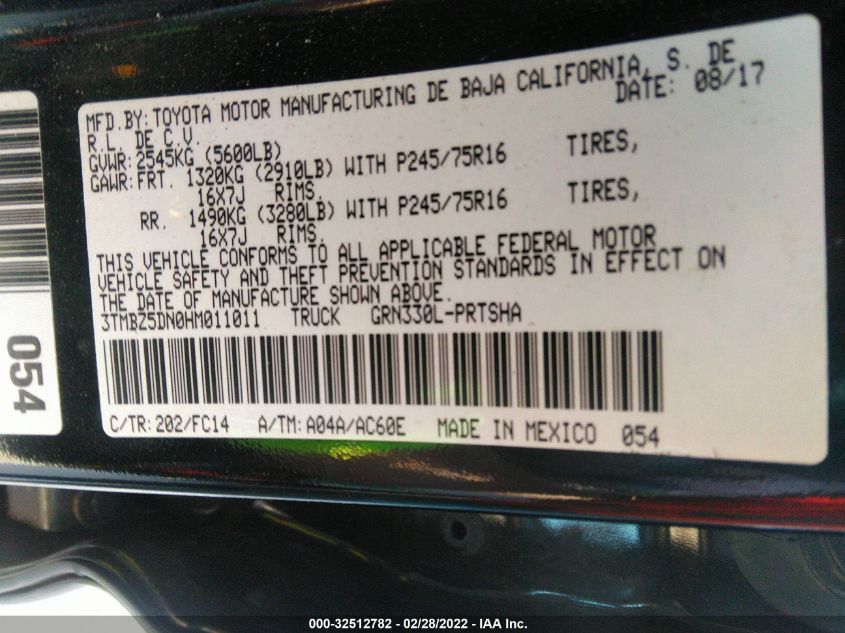 MFD.BY: TOYOTA MOTOR MANUFACTURING DE BAJA CALIFORNIA, S. DE
R.L. DE C.V. DATE: 08/17
GVWR: 2545KG (5600LB)
GAWR: FRT. 1320KG (2910LB) WITH P245/75R16 TIRES,
16X7J RIMS,
RR. 1490KG (3280LB) WITH P245/75R16 TIRES,
16X7J RIMS,
THIS VEHICLE CONFORMS TO ALL APPLICABLE FEDERAL MOTOR
VEHICLE SAFETY AND THEFT PREVENTION STANDARDS IN EFFECT ON
THE DATE OF MANUFACTURE SHOWN ABOVE.
3TMBZ5DN0HM011011 TRUCK GRN330L-PRTSHA
C/TR: 202/FC14 A/TM: A04A/AC60E MADE IN MEXICO 054
054
000-32512782 - 02/28/2022 - IAA Inc.